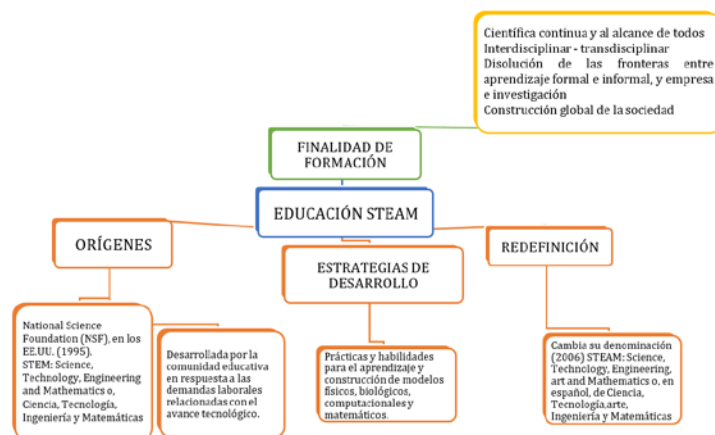 Científica continua y al alcance de todos
Interdisciplinar - transdisciplinar
Disolución de las fronteras entre
aprendizaje formal e informal, y empresa
e investigación
Construcción global de la sociedad
FINALIDAD DE
FORMACIÓN
EDUCACIÓN STEAM
ORÍGENES
ESTRATEGIAS DE
DESARROLLO
REDEFINICIÓN
National Science
Foundation (NSF), en los
EE.UU. (1995).
STEM: Science,
Technology, Engineering
and Mathematics o,
Ciencia, Tecnología,
Ingeniería y Matemáticas
Desarrollada por la
comunidad educativa
en respuesta a las
demandas laborales
relacionadas con el
avance tecnológico.
Prácticas y habilidades
para el aprendizaje y
construcción de modelos
físicos, biológicos,
computacionales y
matemáticos.
Cambia su denominación
(2006) STEAM: Science,
Technology, Engineering,
art and Mathematics o, en
español, de Ciencia,
Tecnología,arte,
Ingeniería y Matemáticas